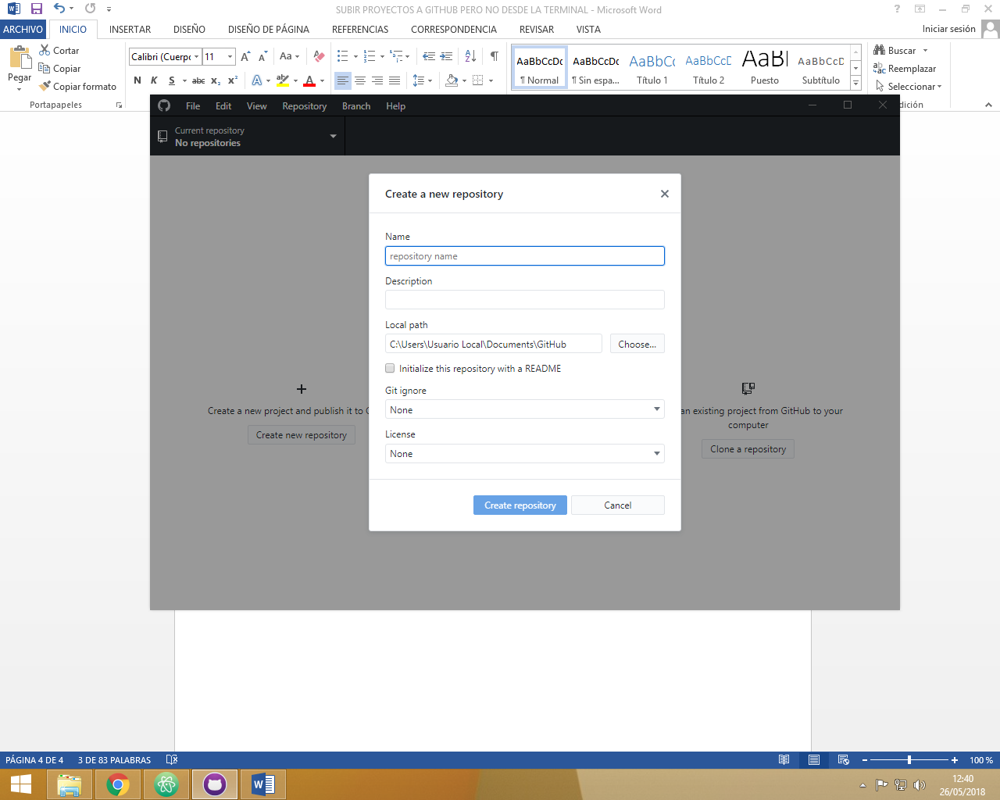 SUBIR PROYECTOS A GITHUB PERO NO DESDE LA TERMINAL - Microsoft Word
ARCHIVO INICIO INSERTAR DISEÑO DISEÑO DE PÁGINA REFERENCIAS CORRESPONDENCIA REVISAR VISTA Iniciar sesión
Pegar
Cortar
Copiar
Copiar formato
Portapapeles
Calibri (Cuerpo 11
N K S abc x₂ x² A ab A
AaBbCcDc AaBbCcDc AaBbCc AaBbCcD AaBl AaBbCcD
¶ Normal ¶ Sin espa... Título 1 Título 2 Puesto Subtítulo
Buscar
Reemplazar
Seleccionar
dición
File Edit View Repository Branch Help
Current repository
No repositories
Create a new project and publish it to G
Create new repository
an existing project from GitHub to your
computer
Clone a repository
Create a new repository
Name
repository name
Description
Local path
C:\Users\Usuario Local\Documents\GitHub
Choose...
Initialize this repository with a README
Git ignore
None
License
None
Create repository Cancel
PÁGINA 4 DE 4 3 DE 83 PALABRAS 100 %
12:40
26/05/2018